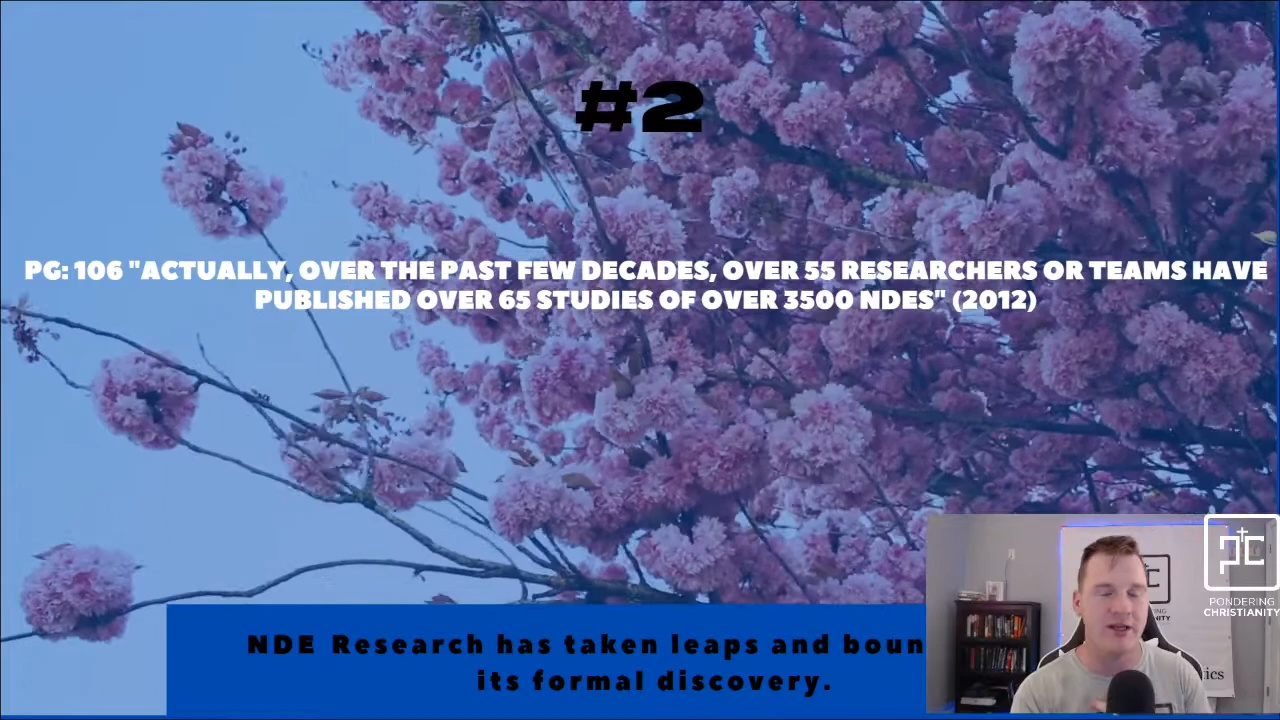 #2
PG: 106 "ACTUALLY, OVER THE PAST FEW DECADES, OVER 55 RESEARCHERS OR TEAMS HAVE
PUBLISHED OVER 65 STUDIES OF OVER 3500 NDES" (2012)
NDE Research has taken leaps and
its formal discovery.
PONDERING
CHRISTIANITY